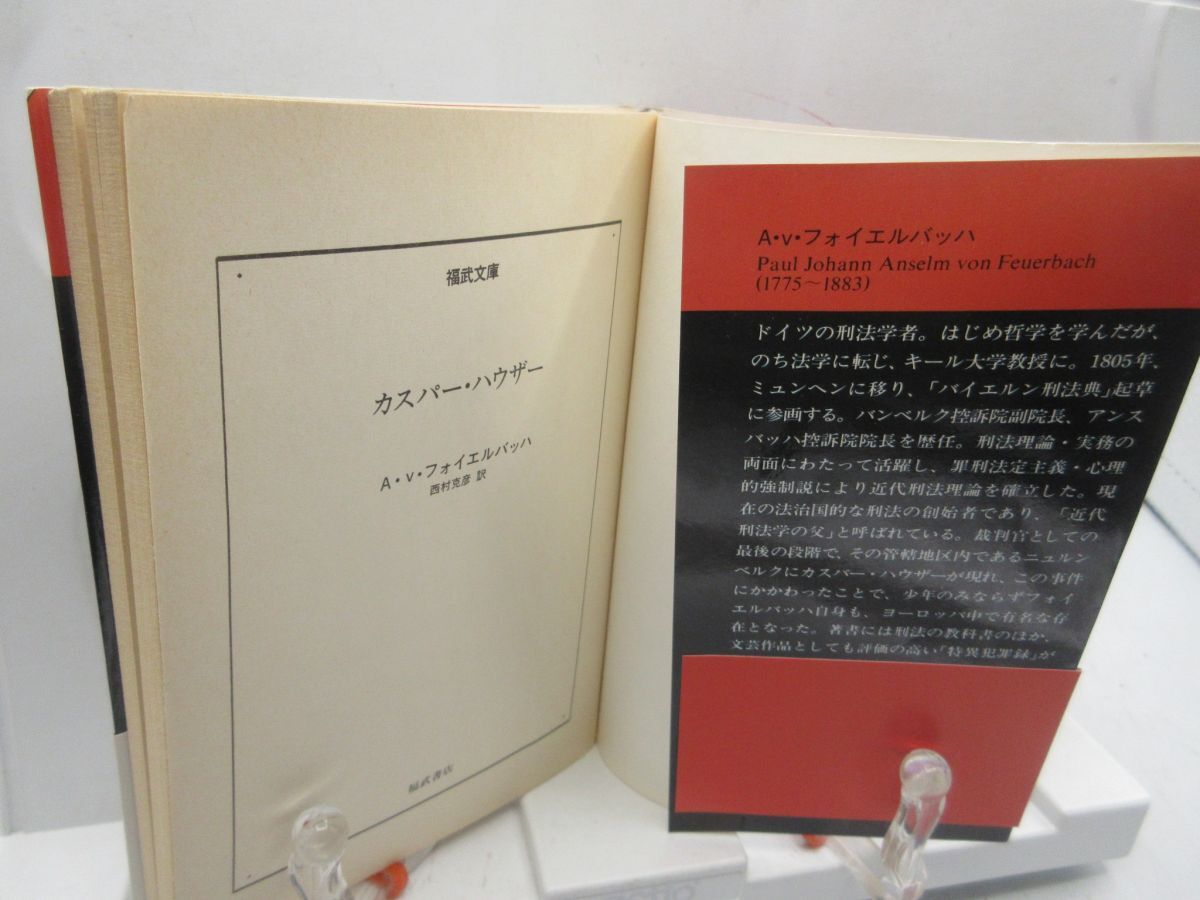 福武文庫
カスパー・ハウザー
A・v・フォイエルバッハ
西村克彦 訳
福武書店
A・v・フォイエルバッハ
Paul Johann Anselm von Feuerbach
(1775～1883)
ドイツの刑法学者。はじめ哲学を学んだが、
のち法学に転じ、キール大学教授に。1805年、
ミュンヘンに移り、「バイエルン刑法典」起草
に参画する。バンベルク控訴院副院長、アンス
バッハ控訴院院長を歴任。刑法理論・実務の
両面にわたって活躍し、罪刑法定主義・心理
的強制説により近代刑法理論を確立した。現
在の法治国的な刑法の創始者であり、「近代
刑法学の父」と呼ばれている。裁判官としての
最後の段階で、その管轄地区内であるニュルン
ベルクにカスパー・ハウザーが現れ、この事件
にかかわったことで、少年のみならずフォイ
エルバッハ自身も、ヨーロッパ中で有名な存
在となった。著書には刑法の教科書のほか、
文芸作品としても評価の高い「特異犯罪録」が